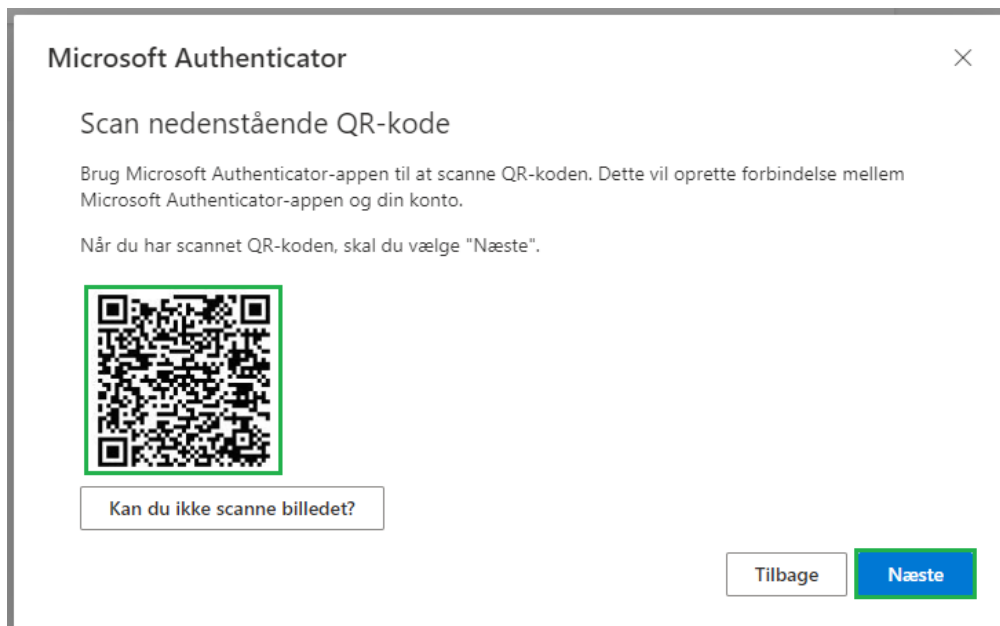 Microsoft Authenticator
Scan nedenstående QR-kode
Brug Microsoft Authenticator-appen til at scanne QR-koden. Dette vil oprette forbindelse mellem
Microsoft Authenticator-appen og din konto.
Når du har scannet QR-koden, skal du vælge "Næste".
Kan du ikke scanne billedet?
Tilbage
Næste